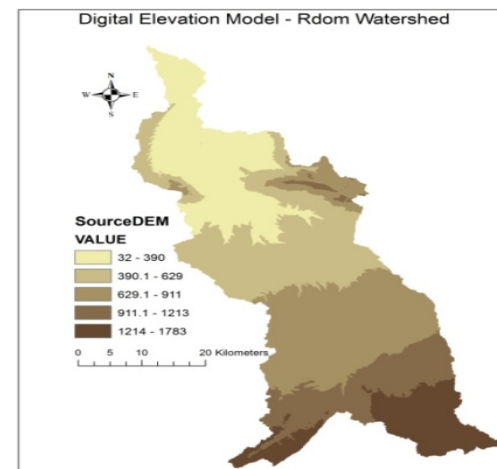 Digital Elevation Model - Rdom Watershed
N
W E
S
SourceDEM
VALUE
32 - 390
390.1 - 629
629.1 - 911
911.1 - 1213
1214 - 1783
0 5 10 20 Kilometers